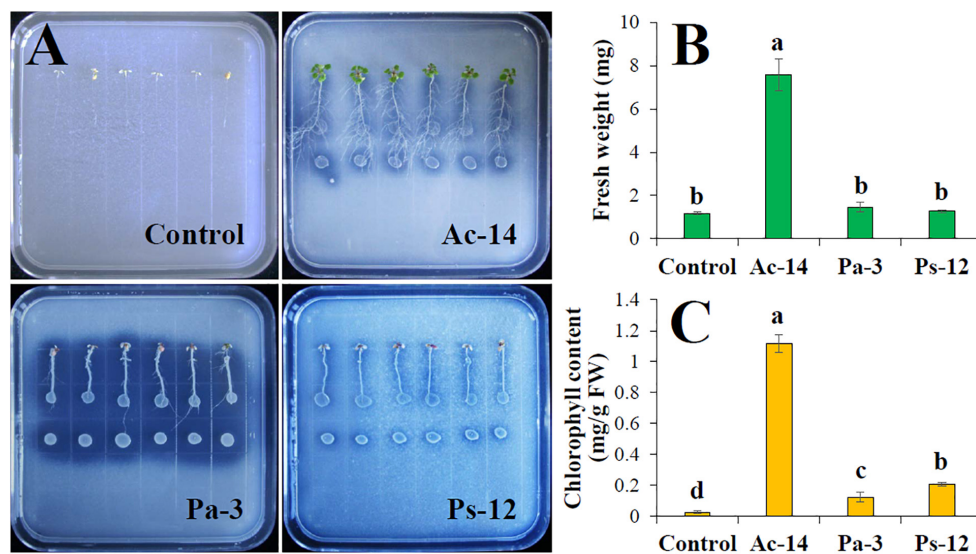 A
Control
Ac-14
Pa-3
Ps-12
B
Fresh weight (mg)
10
8
6
4
2
0
b
a
b
b
Control Ac-14 Pa-3 Ps-12
C
Chlorophyll content
(mg/g FW)
1.4
1.2
1
0.8
0.6
0.4
0.2
0
d
a
c
b
Control Ac-14 Pa-3 Ps-12